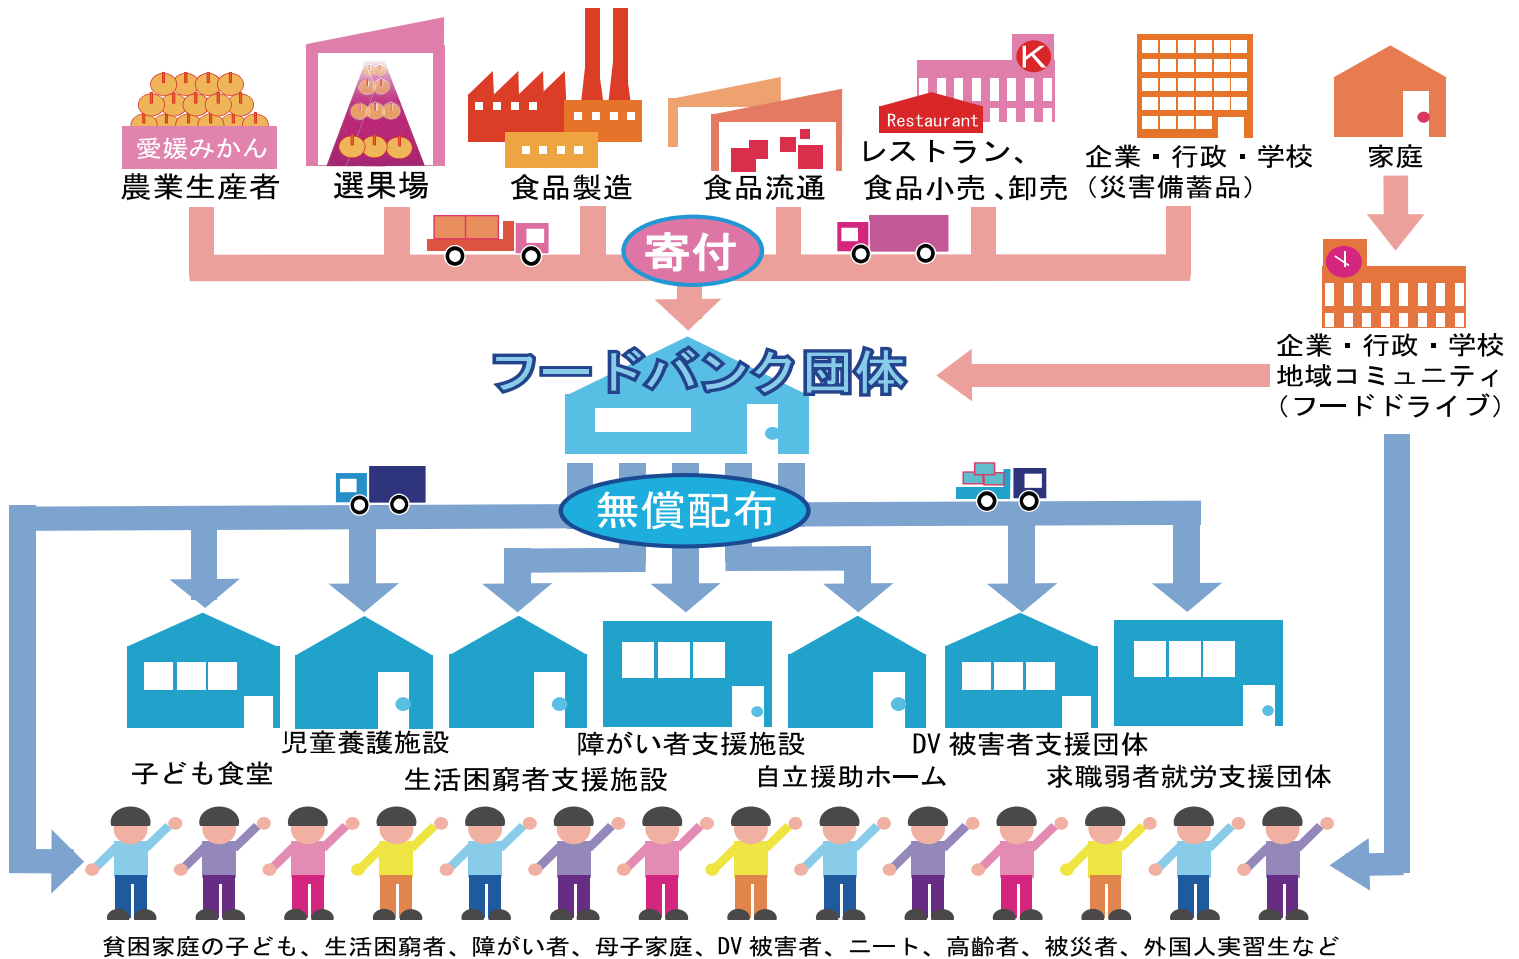 愛媛みかん
農業生産者
選果場
食品製造
食品流通
K
Restaurant
レストラン、
食品小売、卸売
企業・行政・学校
（災害備蓄品）
家庭
寄付
フードバンク団体
企業・行政・学校
地域コミュニティ
（フードドライブ）
無償配布
子ども食堂
児童養護施設
生活困窮者支援施設
障がい者支援施設
自立援助ホーム
DV被害者支援団体
求職弱者就労支援団体
貧困家庭の子ども、生活困窮者、障がい者、母子家庭、DV被害者、ニート、高齢者、被災者、外国人実習生など